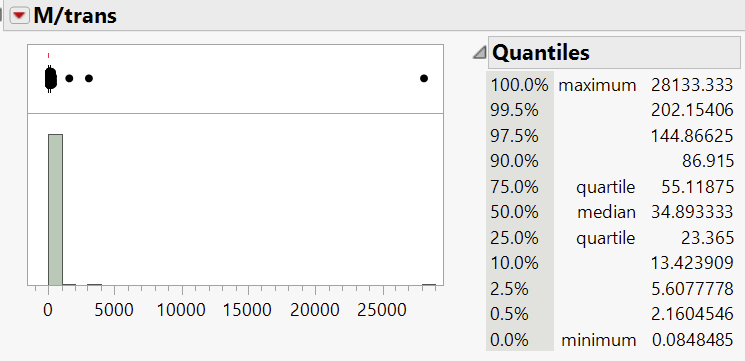 M/trans
Quantiles
100.0% maximum 28133.333
99.5% 202.15406
97.5% 144.86625
90.0% 86.915
75.0% quartile 55.11875
50.0% median 34.893333
25.0% quartile 23.365
10.0% 13.423909
2.5% 5.6077778
0.5% 2.1604546
0.0% minimum 0.0848485
0 5000 10000 15000 20000 25000